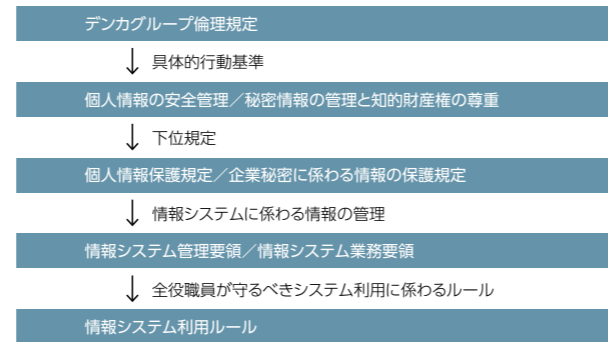 デンカグループ倫理規定
↓ 具体的行動基準
個人情報の安全管理／秘密情報の管理と知的財産権の尊重
↓ 下位規定
個人情報保護規定／企業秘密に係わる情報の保護規定
↓ 情報システムに係わる情報の管理
情報システム管理要領／情報システム業務要領
↓ 全役職員が守るべきシステム利用に係わるルール
情報システム利用ルール